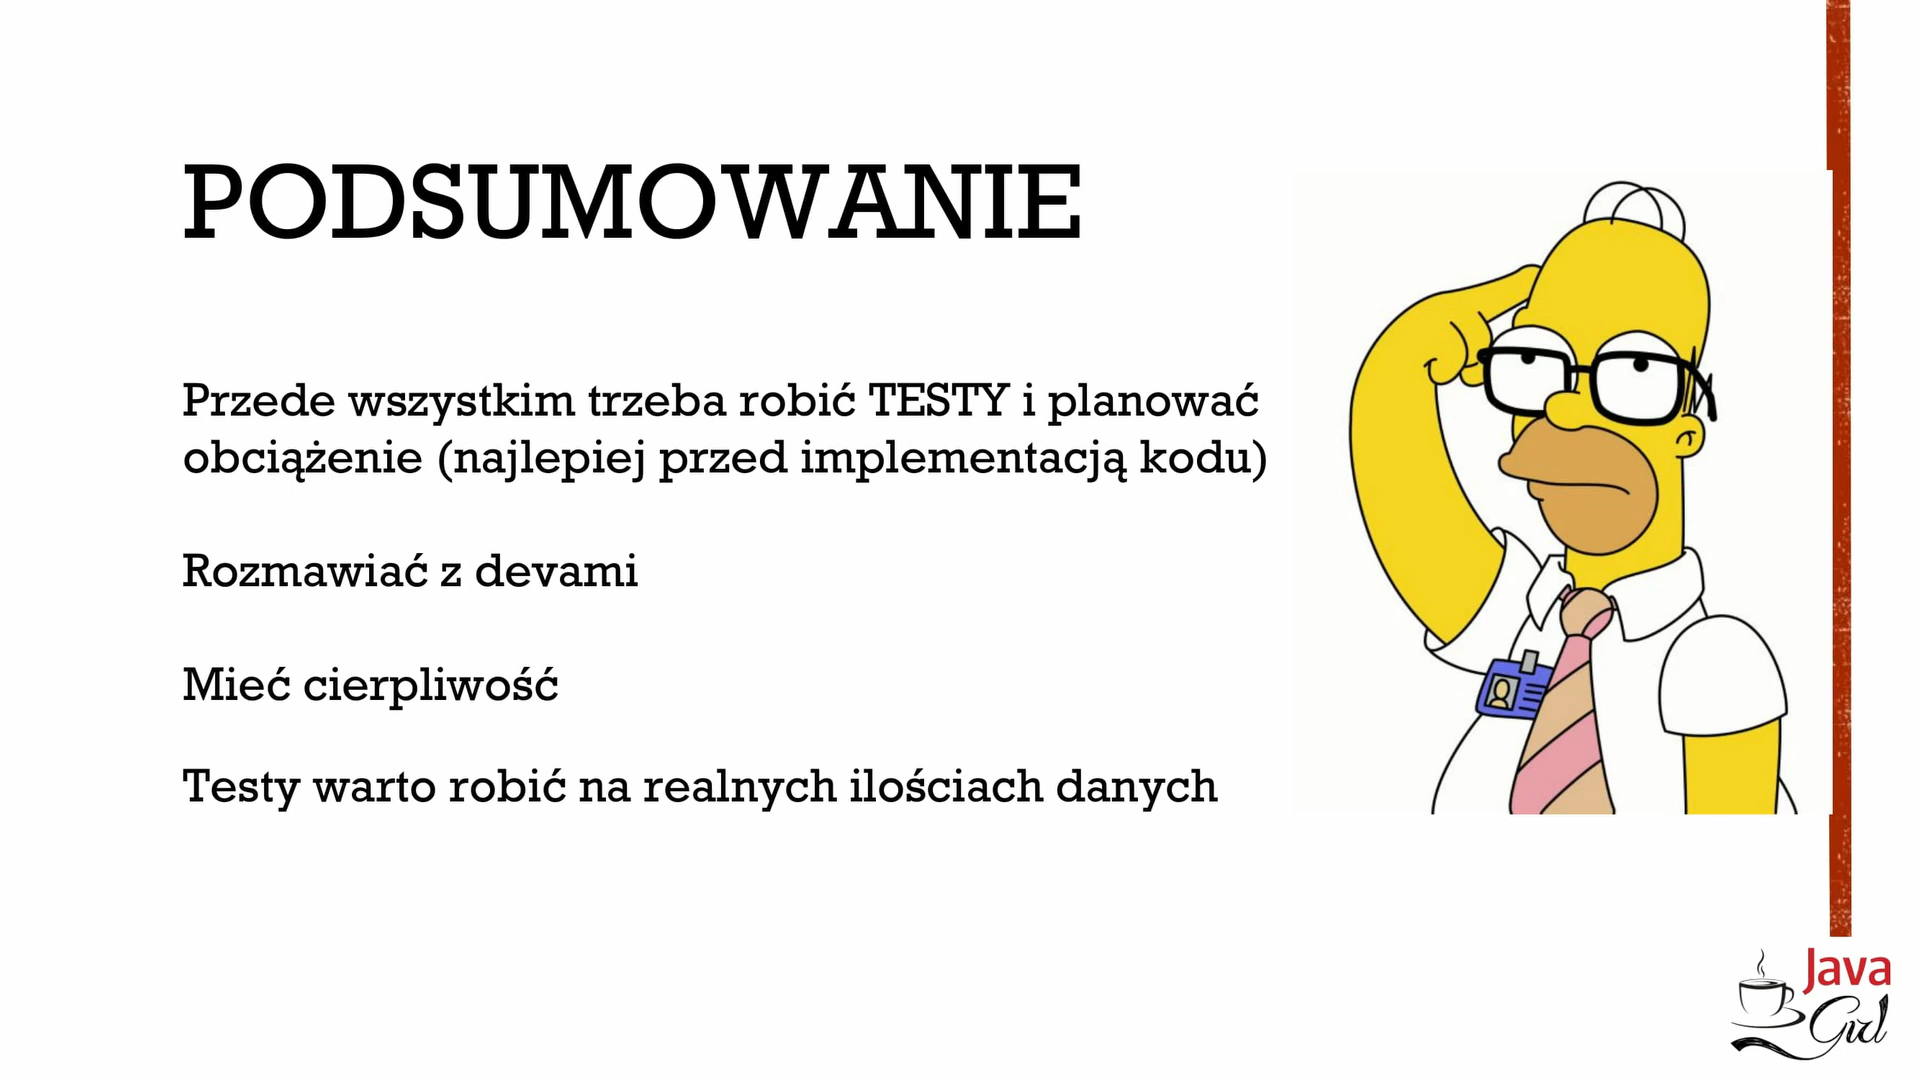 PODSUMOWANIE
Przede wszystkim trzeba robić TESTY i planować
obciążenie (najlepiej przed implementacją kodu)
Rozmawiać z devami
Mieć cierpliwość
Testy warto robić na realnych ilościach danych
Java
Girl